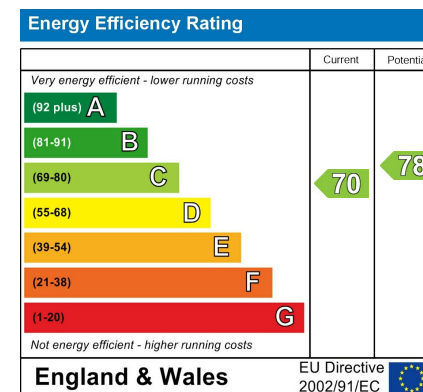 Energy Efficiency Rating
Current Potentia
Very energy efficient - lower running costs
(92 plus) A
(81-91) B
(69-80) C
70
78
(55-68) D
(39-54) E
(21-38) F
(1-20) G
Not energy efficient - higher running costs
England & Wales
EU Directive
2002/91/EC